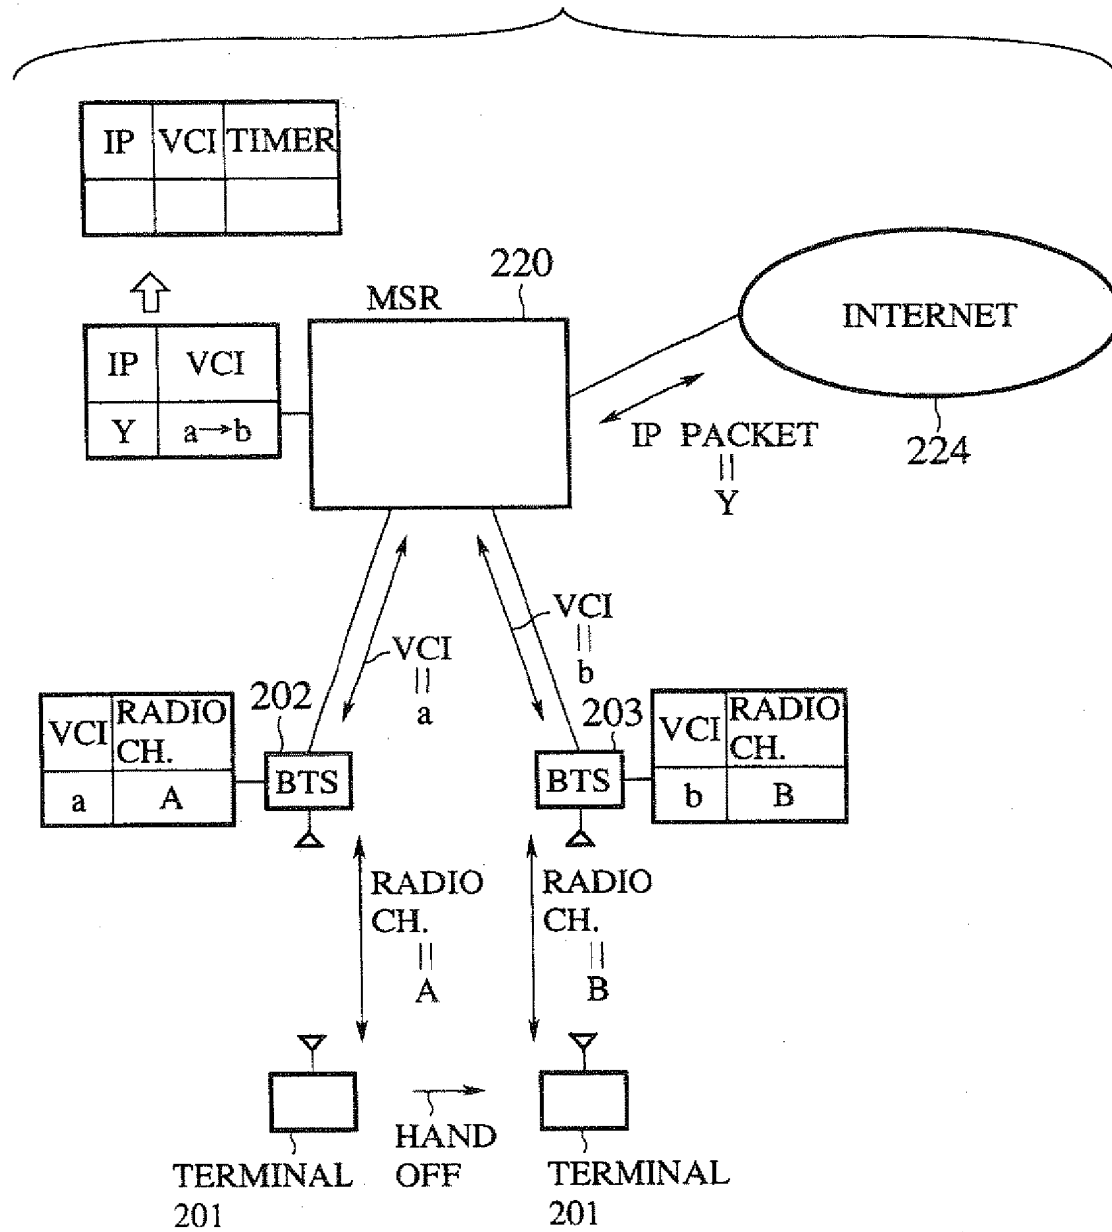 IP VCI TIMER
220
MSR
INTERNET
IP VCI
Y a→b
IP PACKET
||
Y
224
VCI
||
b
VCI
||
a
202
203
VCI RADIO CH.
a A
BTS
BTS
VCI RADIO CH.
b B
RADIO
CH.
||
A
RADIO
CH.
||
B
HAND
OFF
TERMINAL
201
TERMINAL
201